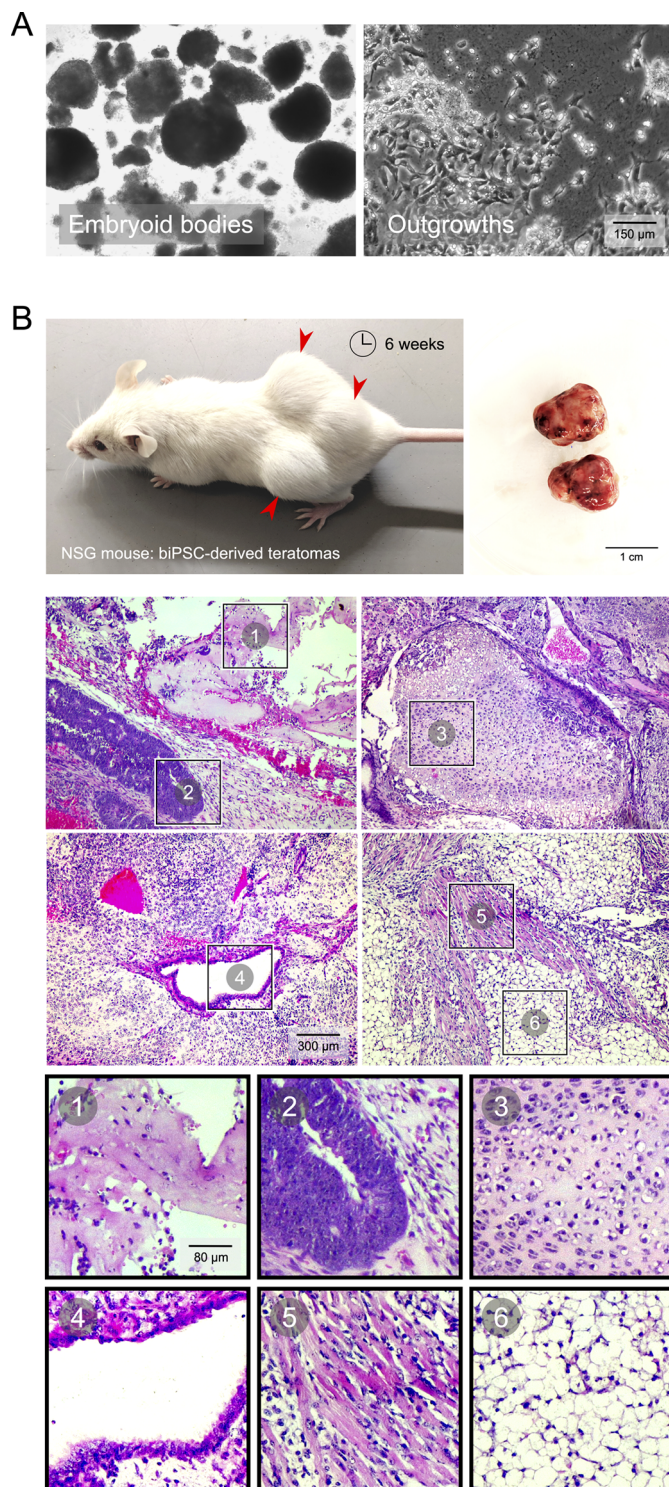 A
Embryoid bodies
Outgrowths
150 µm
B
6 weeks
NSG mouse: biPSC-derived teratomas
1 cm
1
2
3
4
300 µm
5
6
1
80 µm
2
3
4
5
6